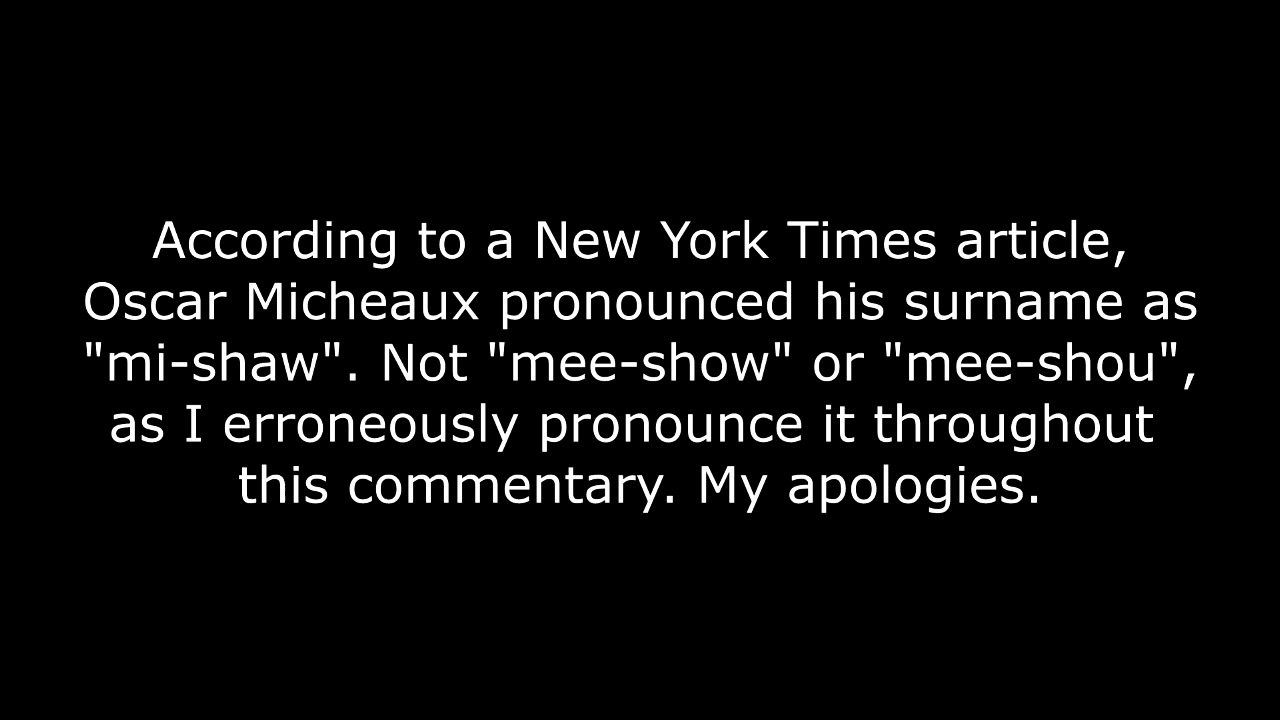 According to a New York Times article,
Oscar Micheaux pronounced his surname as
"mi-shaw". Not "mee-show" or "mee-shou",
as I erroneously pronounce it throughout
this commentary. My apologies.